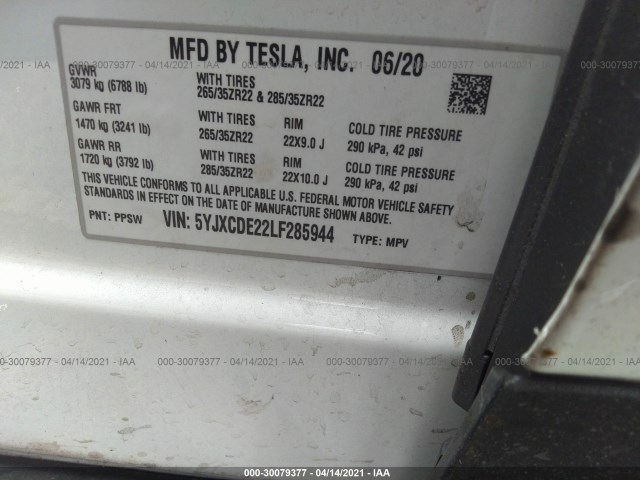 MFD BY TESLA, INC. 06/20
GVWR
3079 kg (6788 lb)
WITH TIRES
265/35ZR22 & 285/35ZR22
GAWR FRT
1470 kg (3241 lb)
WITH TIRES
265/35ZR22
RIM
22X9.0 J
COLD TIRE PRESSURE
290 kPa, 42 psi
GAWR RR
1720 kg (3792 lb)
WITH TIRES
285/35ZR22
RIM
22X10.0 J
COLD TIRE PRESSURE
290 kPa, 42 psi
THIS VEHICLE CONFORMS TO ALL APPLICABLE U.S. FEDERAL MOTOR VEHICLE SAFETY
STANDARDS IN EFFECT ON THE DATE OF MANUFACTURE SHOWN ABOVE.
PNT: PPSW
VIN: 5YJXCDE22LF285944
TYPE: MPV
000-30079377 - 04/14/2021 - IAA